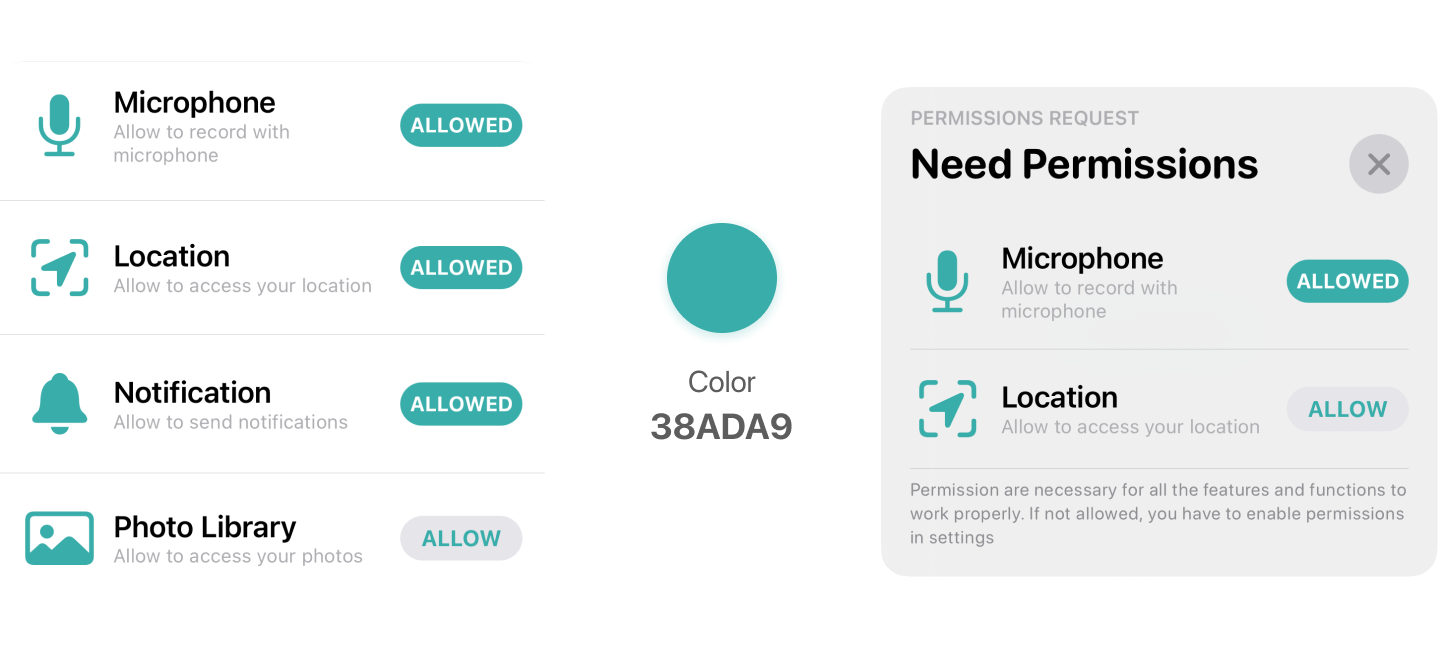 Microphone
Allow to record with
microphone
ALLOWED
Location
Allow to access your location
ALLOWED
Notification
Allow to send notifications
ALLOWED
Photo Library
Allow to access your photos
ALLOW
Color
38ADA9
PERMISSIONS REQUEST
Need Permissions
Microphone
Allow to record with
microphone
ALLOWED
Location
Allow to access your location
ALLOW
Permission are necessary for all the features and functions to
work properly. If not allowed, you have to enable permissions
in settings